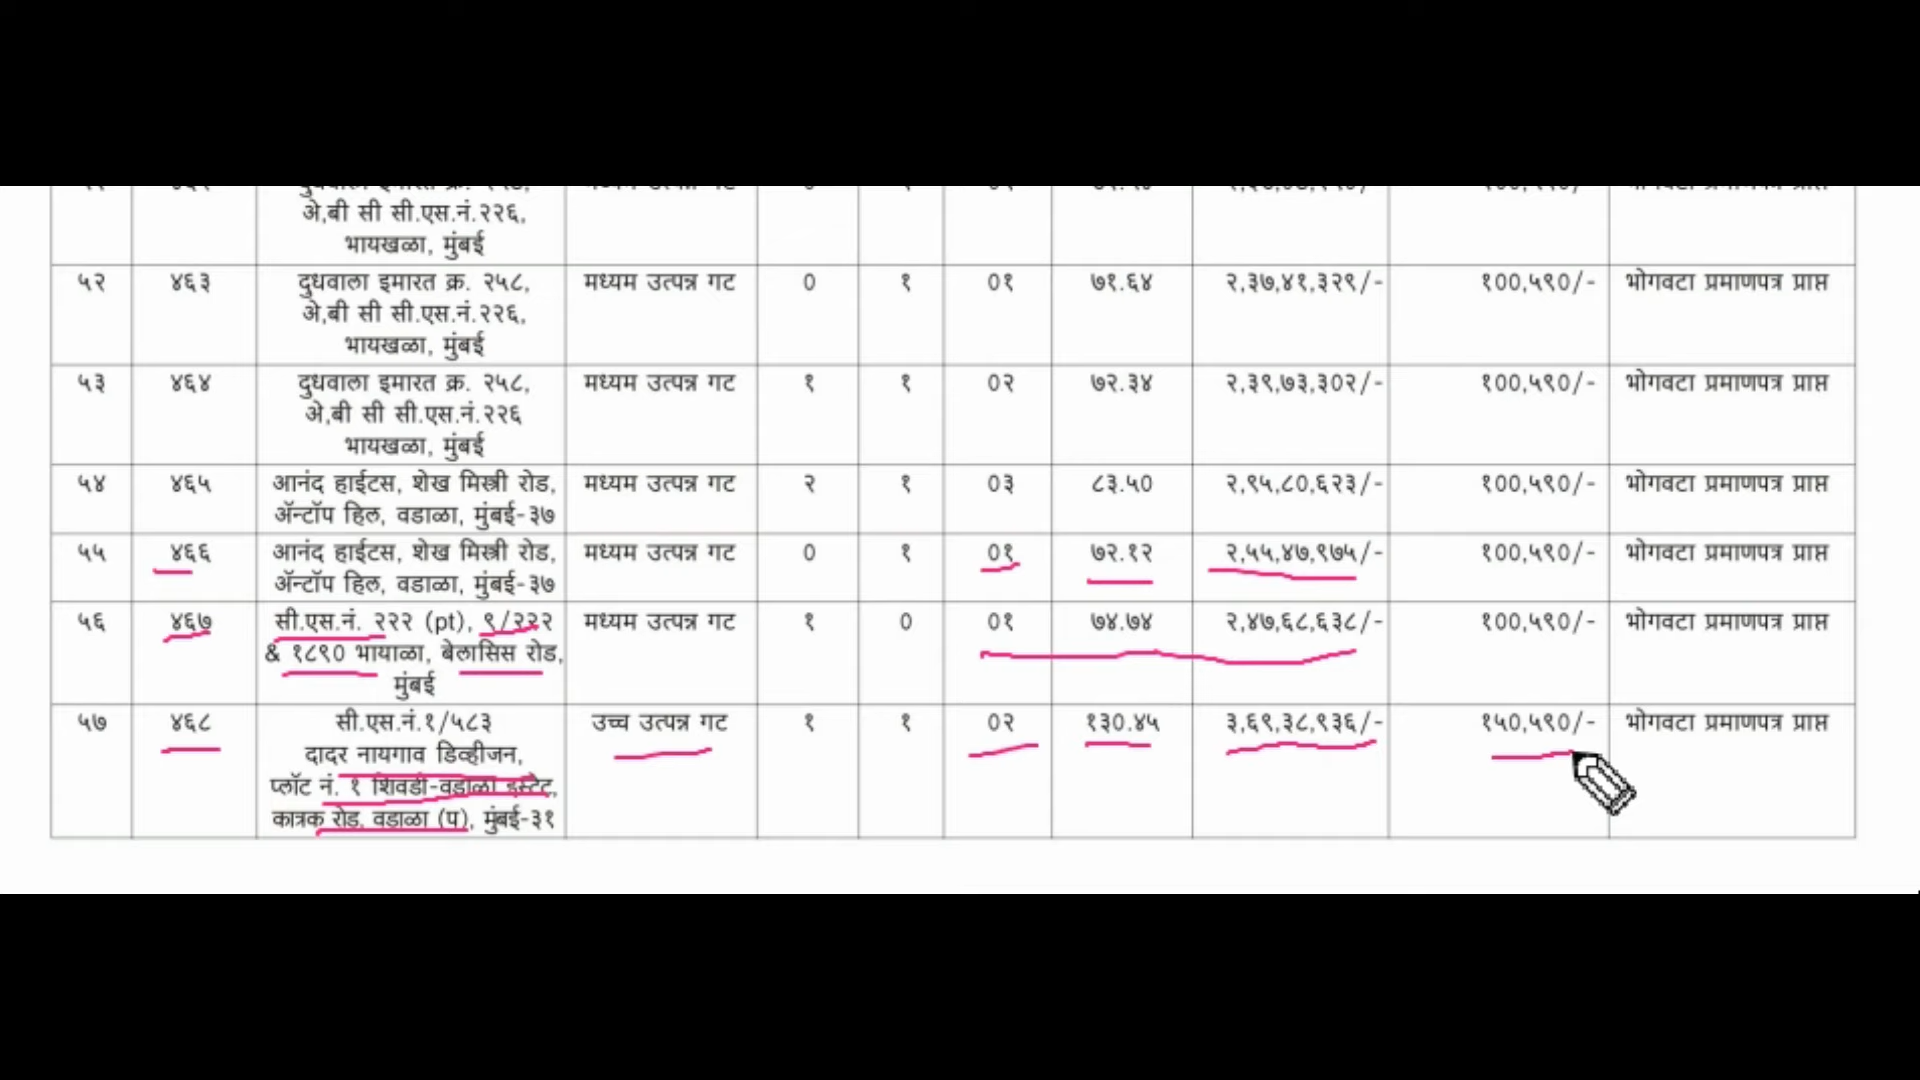 अे,बी सी सी.एस.नं.२२६,
भायखळा, मुंबई
५२ ४६३ दुधवाला इमारत क्र. २५८, मध्यम उत्पन्न गट 0 १ 0१ ७१.६४ २,३७,४१,३२९/- १00,५९0/- भोगवटा प्रमाणपत्र प्राप्त
अे,बी सी सी.एस.नं.२२६,
भायखळा, मुंबई
५३ ४६४ दुधवाला इमारत क्र. २५८, मध्यम उत्पन्न गट १ १ 0२ ७२.३४ २,३९,७३,३0२/- १00,५९0/- भोगवटा प्रमाणपत्र प्राप्त
अे,बी सी सी.एस.नं.२२६
भायखळा, मुंबई
५४ ४६५ आनंद हाईटस, शेख मिस्त्री रोड, मध्यम उत्पन्न गट २ १ 0३ ८३.५0 २,९५,८0,६२३/- १00,५९0/- भोगवटा प्रमाणपत्र प्राप्त
ॲन्टॉप हिल, वडाळा, मुंबई-३७
५५ ४६६ आनंद हाईटस, शेख मिस्त्री रोड, मध्यम उत्पन्न गट 0 १ 0१ ७२.१२ २,५५,४७,९७५/- १00,५९0/- भोगवटा प्रमाणपत्र प्राप्त
ॲन्टॉप हिल, वडाळा, मुंबई-३७
५६ ४६७ सी.एस.नं. २२२ (pt), ९/२२२ मध्यम उत्पन्न गट १ 0 0१ ७४.७४ २,४७,६८,६३८/- १00,५९0/- भोगवटा प्रमाणपत्र प्राप्त
& १८९0 भायाळा, बेलासिस रोड,
मुंबई
५७ ४६८ सी.एस.नं.१/५८३ उच्च उत्पन्न गट १ १ 0२ १३0.४५ ३,६९,३८,९३६/- १५0,५९0/- भोगवटा प्रमाणपत्र प्राप्त
दादर नायगाव डिव्हीजन,
प्लॉट नं. १ शिवडी-वडाळा इस्टेट,
कात्रक रोड, वडाळा (प), मुंबई-३१